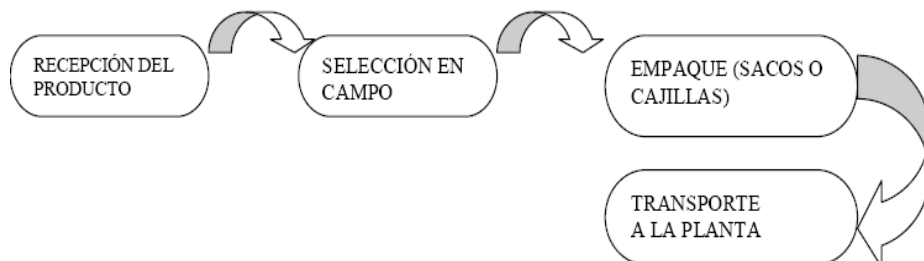 RECEPCIÓN DEL
PRODUCTO
SELECCIÓN EN
CAMPO
EMPAQUE (SACOS O
CAJILLAS)
TRANSPORTE
A LA PLANTA